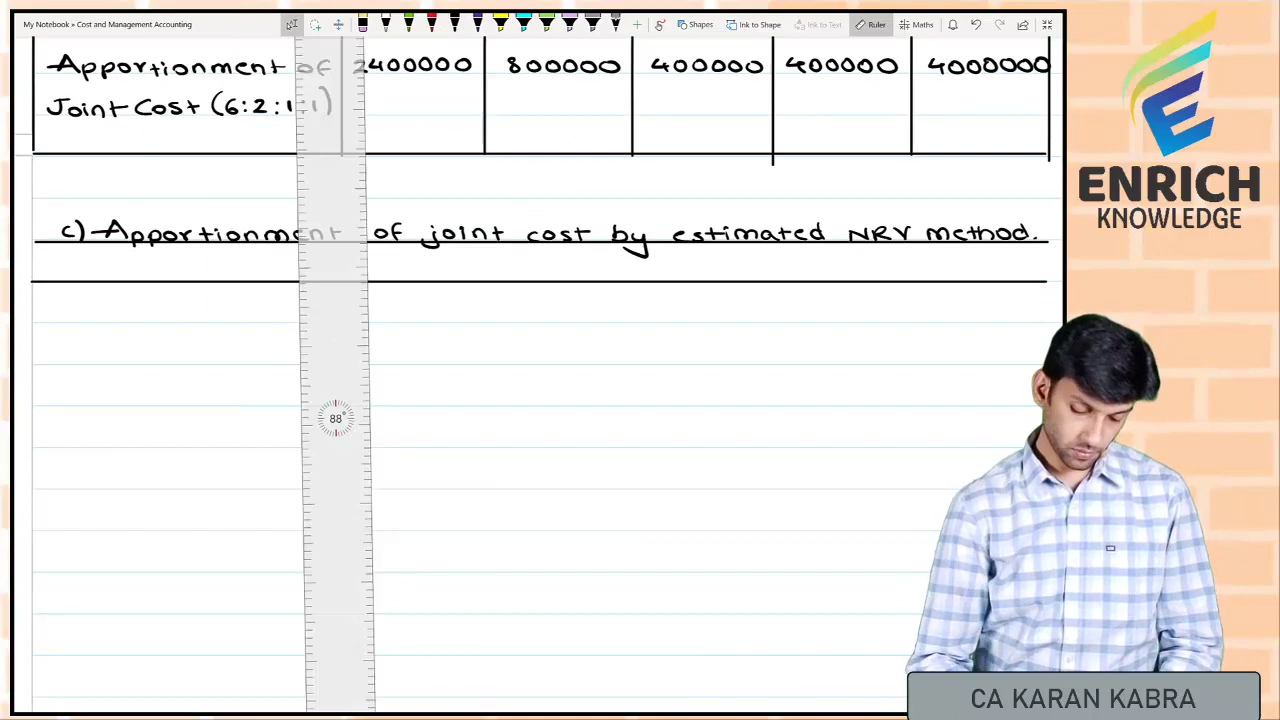 My Notebook > Cost and Management Accounting
Shapes Ink to Shape Ink to Text Ruler Maths
Apportionment of 2400000 800000 400000 400000 4000000
Joint Cost (6:2:1:1)
c) Apportionment of joint cost by estimated NRV method.
88°
ENRICH
KNOWLEDGE
CA KARAN KABRA